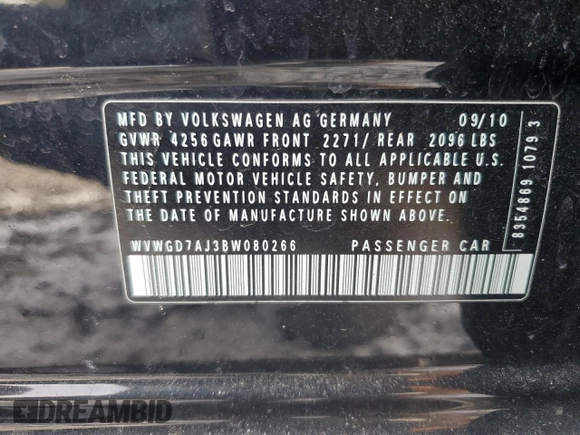 MFD BY VOLKSWAGEN AG GERMANY 09/10
GVWR 4256 GAWR FRONT 2271/ REAR 2096 LBS
THIS VEHICLE CONFORMS TO ALL APPLICABLE U.S.
FEDERAL MOTOR VEHICLE SAFETY, BUMPER AND
THEFT PREVENTION STANDARDS IN EFFECT ON
THE DATE OF MANUFACTURE SHOWN ABOVE.
WVWGD7AJ3BW080266 PASSENGER CAR
8354869 1079 3
DREAMBID